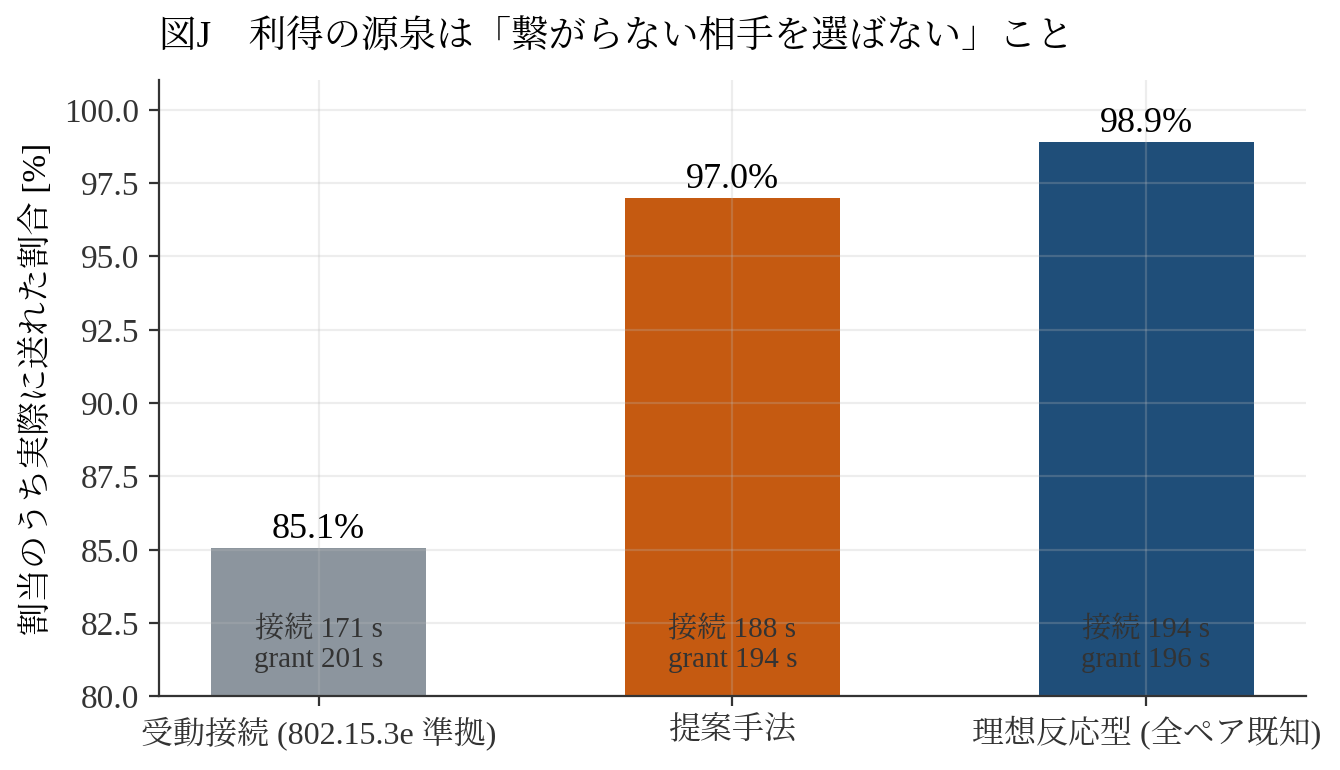 図J　利得の源泉は「繋がらない相手を選ばない」こと
割当のうち実際に送れた割合 [%]
100.0
97.5
95.0
92.5
90.0
87.5
85.0
82.5
80.0
85.1%
97.0%
98.9%
接続 171 s
grant 201 s
接続 188 s
grant 194 s
接続 194 s
grant 196 s
受動接続 (802.15.3e 準拠)
提案手法
理想反応型 (全ペア既知)